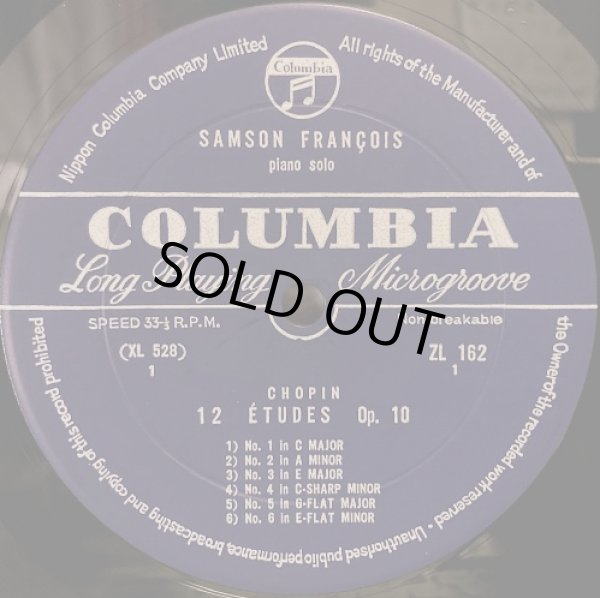 Nippon Columbia Company Limited
All rights of the Manufacturer and of
the Owner of the recorded work reserved - Unauthorised public performance, broadcasting and copying of this record prohibited
Columbia
SAMSON FRANÇOIS
piano solo
COLUMBIA
Long Playing Microgroove
SOLD OUT
SPEED 33-⅓ R.P.M. Nonbreakable
(XL 528) ZL 162
1 1
CHOPIN
12 ÉTUDES Op. 10
1) No. 1 in C MAJOR
2) No. 2 in A MINOR
3) No. 3 in E MAJOR
4) No. 4 in C-SHARP MINOR
5) No. 5 in G-FLAT MAJOR
6) No. 6 in E-FLAT MINOR